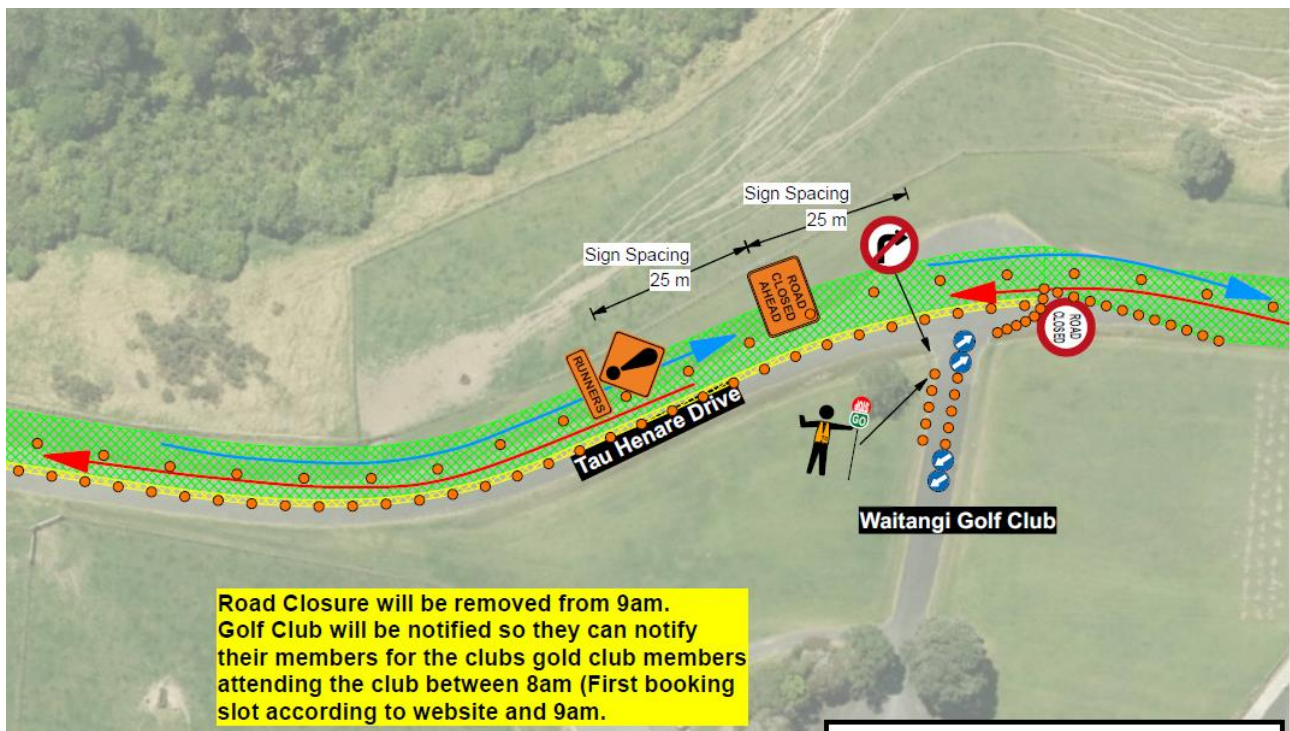 Sign Spacing
25 m
Sign Spacing
25 m
ROAD
CLOSED
AHEAD
RUNNERS
ROAD
CLOSED
GO
Tau Henare Drive
Waitangi Golf Club
Road Closure will be removed from 9am.
Golf Club will be notified so they can notify
their members for the clubs gold club members
attending the club between 8am (First booking
slot according to website and 9am.